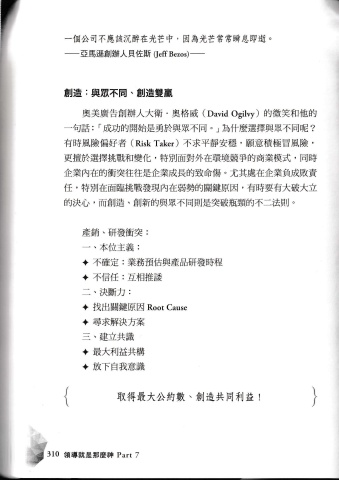 一個公司不應該沉醉在光芒中，因為光芒常常瞬息即逝。
——亞馬遜創辦人貝佐斯 (Jeff Bezos)——
創造：與眾不同、創造雙贏
奧美廣告創辦人大衛・奧格威（David Ogilvy）的微笑和他的
一句話：「成功的開始是勇於與眾不同。」為什麼選擇與眾不同呢？
有時風險偏好者（Risk Taker）不求平靜安穩，願意積極冒風險，
更擅於選擇挑戰和變化，特別面對外在環境競爭的商業模式，同時
企業內在的衝突往往是企業成長的致命傷。尤其處在企業負成敗責
任，特別在面臨挑戰發現內在弱勢的關鍵原因，有時要有大破大立
的決心，而創造、創新的與眾不同則是突破瓶頸的不二法則。
產銷、研發衝突：
一、本位主義：
✦ 不確定：業務預估與產品研發時程
✦ 不信任：互相推諉
二、決斷力：
✦ 找出關鍵原因 Root Cause
✦ 尋求解決方案
三、建立共識
✦ 最大利益共構
✦ 放下自我意識
{ 取得最大公約數、創造共同利益！ }
310 領導就是那麼神 Part 7